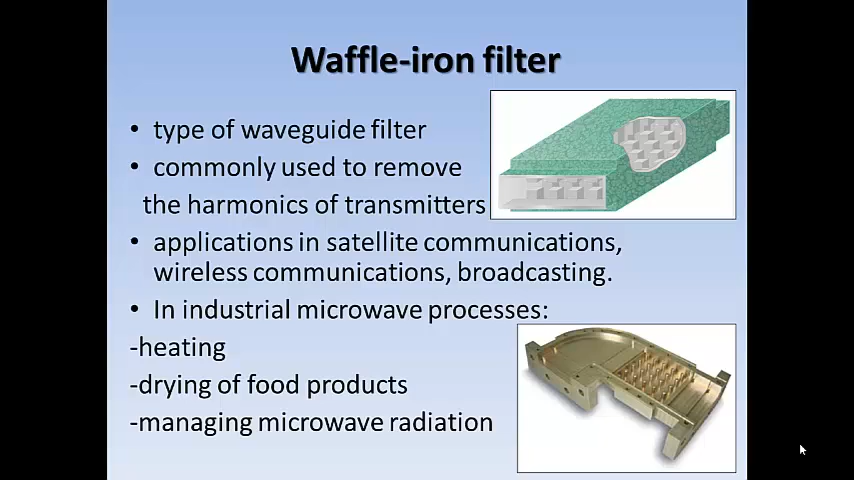 Waffle-iron filter
• type of waveguide filter
• commonly used to remove
the harmonics of transmitters
• applications in satellite communications,
wireless communications, broadcasting.
• In industrial microwave processes:
-heating
-drying of food products
-managing microwave radiation